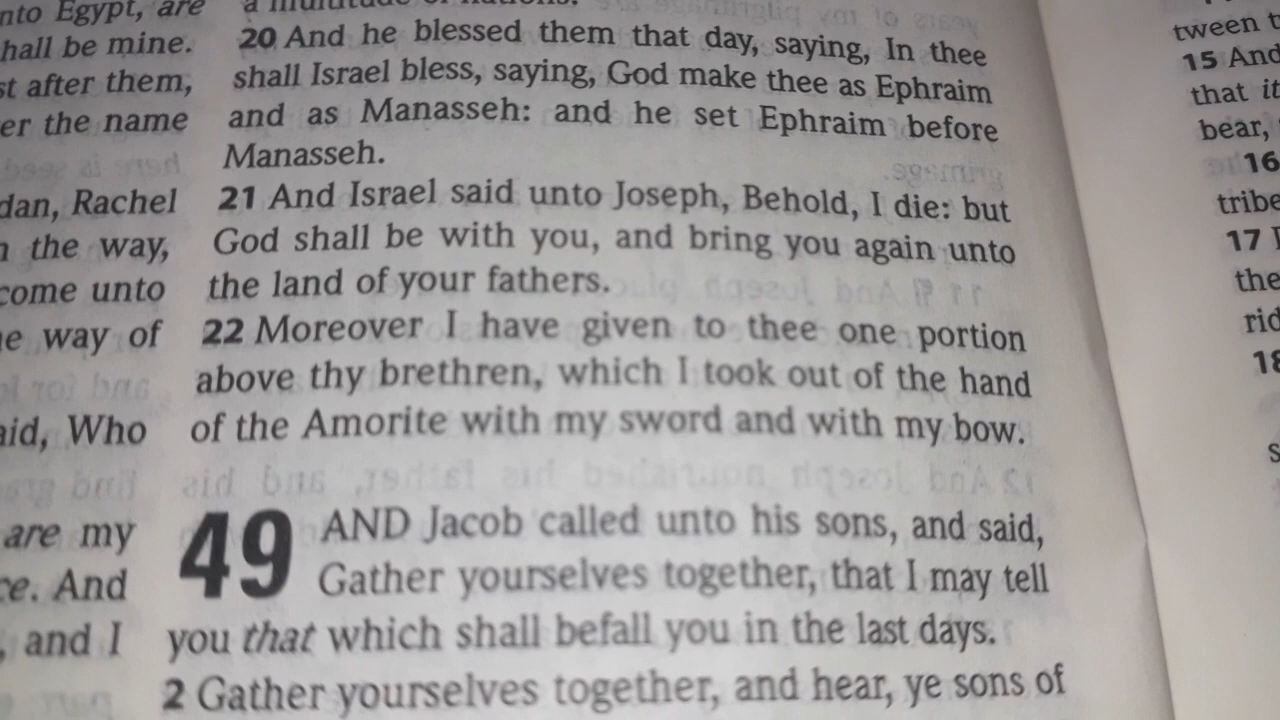 nto Egypt, are
hall be mine.
st after them,
er the name
dan, Rachel
the way,
come unto
e way of
aid, Who
are my
ce. And
, and I
a multitude of nations.
20 And he blessed them that day, saying, In thee
shall Israel bless, saying, God make thee as Ephraim
and as Manasseh: and he set Ephraim before
Manasseh.
21 And Israel said unto Joseph, Behold, I die: but
God shall be with you, and bring you again unto
the land of your fathers.
22 Moreover I have given to thee one portion
above thy brethren, which I took out of the hand
of the Amorite with my sword and with my bow.
49 AND Jacob called unto his sons, and said,
Gather yourselves together, that I may tell
you that which shall befall you in the last days.
2 Gather yourselves together, and hear, ye sons of
tween t
15 And
that it
bear,
16
tribe
17
the
rid
18
s